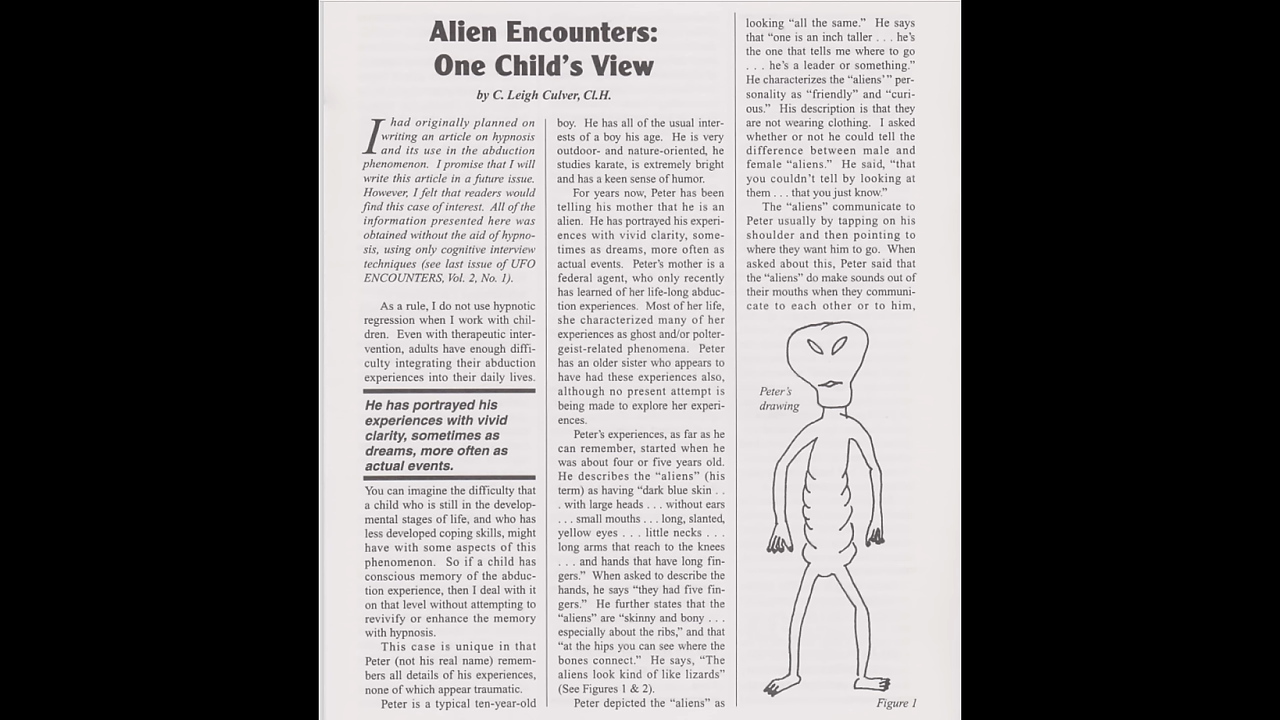 Alien Encounters:
One Child's View
by C. Leigh Culver, Cl.H.
I had originally planned on
writing an article on hypnosis
and its use in the abduction
phenomenon. I promise that I will
write this article in a future issue.
However, I felt that readers would
find this case of interest. All of the
information presented here was
obtained without the aid of hypno-
sis, using only cognitive interview
techniques (see last issue of UFO
ENCOUNTERS, Vol. 2, No. 1).
As a rule, I do not use hypnotic
regression when I work with chil-
dren. Even with therapeutic inter-
vention, adults have enough diffi-
culty integrating their abduction
experiences into their daily lives.
He has portrayed his
experiences with vivid
clarity, sometimes as
dreams, more often as
actual events.
You can imagine the difficulty that
a child who is still in the develop-
mental stages of life, and who has
less developed coping skills, might
have with some aspects of this
phenomenon. So if a child has
conscious memory of the abduc-
tion experience, then I deal with it
on that level without attempting to
revivify or enhance the memory
with hypnosis.
This case is unique in that
Peter (not his real name) remem-
bers all details of his experiences,
none of which appear traumatic.
Peter is a typical ten-year-old
boy. He has all of the usual inter-
ests of a boy his age. He is very
outdoor- and nature-oriented, he
studies karate, is extremely bright
and has a keen sense of humor.
For years now, Peter has been
telling his mother that he is an
alien. He has portrayed his experi-
ences with vivid clarity, some-
times as dreams, more often as
actual events. Peter's mother is a
federal agent, who only recently
has learned of her life-long abduc-
tion experiences. Most of her life,
she characterized many of her
experiences as ghost and/or polter-
geist-related phenomena. Peter
has an older sister who appears to
have had these experiences also,
although no present attempt is
being made to explore her experi-
ences.
Peter's experiences, as far as he
can remember, started when he
was about four or five years old.
He describes the "aliens" (his
term) as having "dark blue skin . .
. with large heads . . . without ears
. . . small mouths . . . long, slanted,
yellow eyes . . . little necks . . .
long arms that reach to the knees
. . . and hands that have long fin-
gers." When asked to describe the
hands, he says "they had five fin-
gers." He further states that the
"aliens" are "skinny and bony . . .
especially about the ribs," and that
"at the hips you can see where the
bones connect." He says, "The
aliens look kind of like lizards"
(See Figures 1 & 2).
Peter depicted the "aliens" as
looking "all the same." He says
that "one is an inch taller . . . he's
the one that tells me where to go
. . . he's a leader or something."
He characterizes the "aliens'" per-
sonality as "friendly" and "curi-
ous." His description is that they
are not wearing clothing. I asked
whether or not he could tell the
difference between male and
female "aliens." He said, "that
you couldn't tell by looking at
them . . . that you just know."
The "aliens" communicate to
Peter usually by tapping on his
shoulder and then pointing to
where they want him to go. When
asked about this, Peter said that
the "aliens" do make sounds out of
their mouths when they communi-
cate to each other or to him,
Peter's
drawing
Figure 1